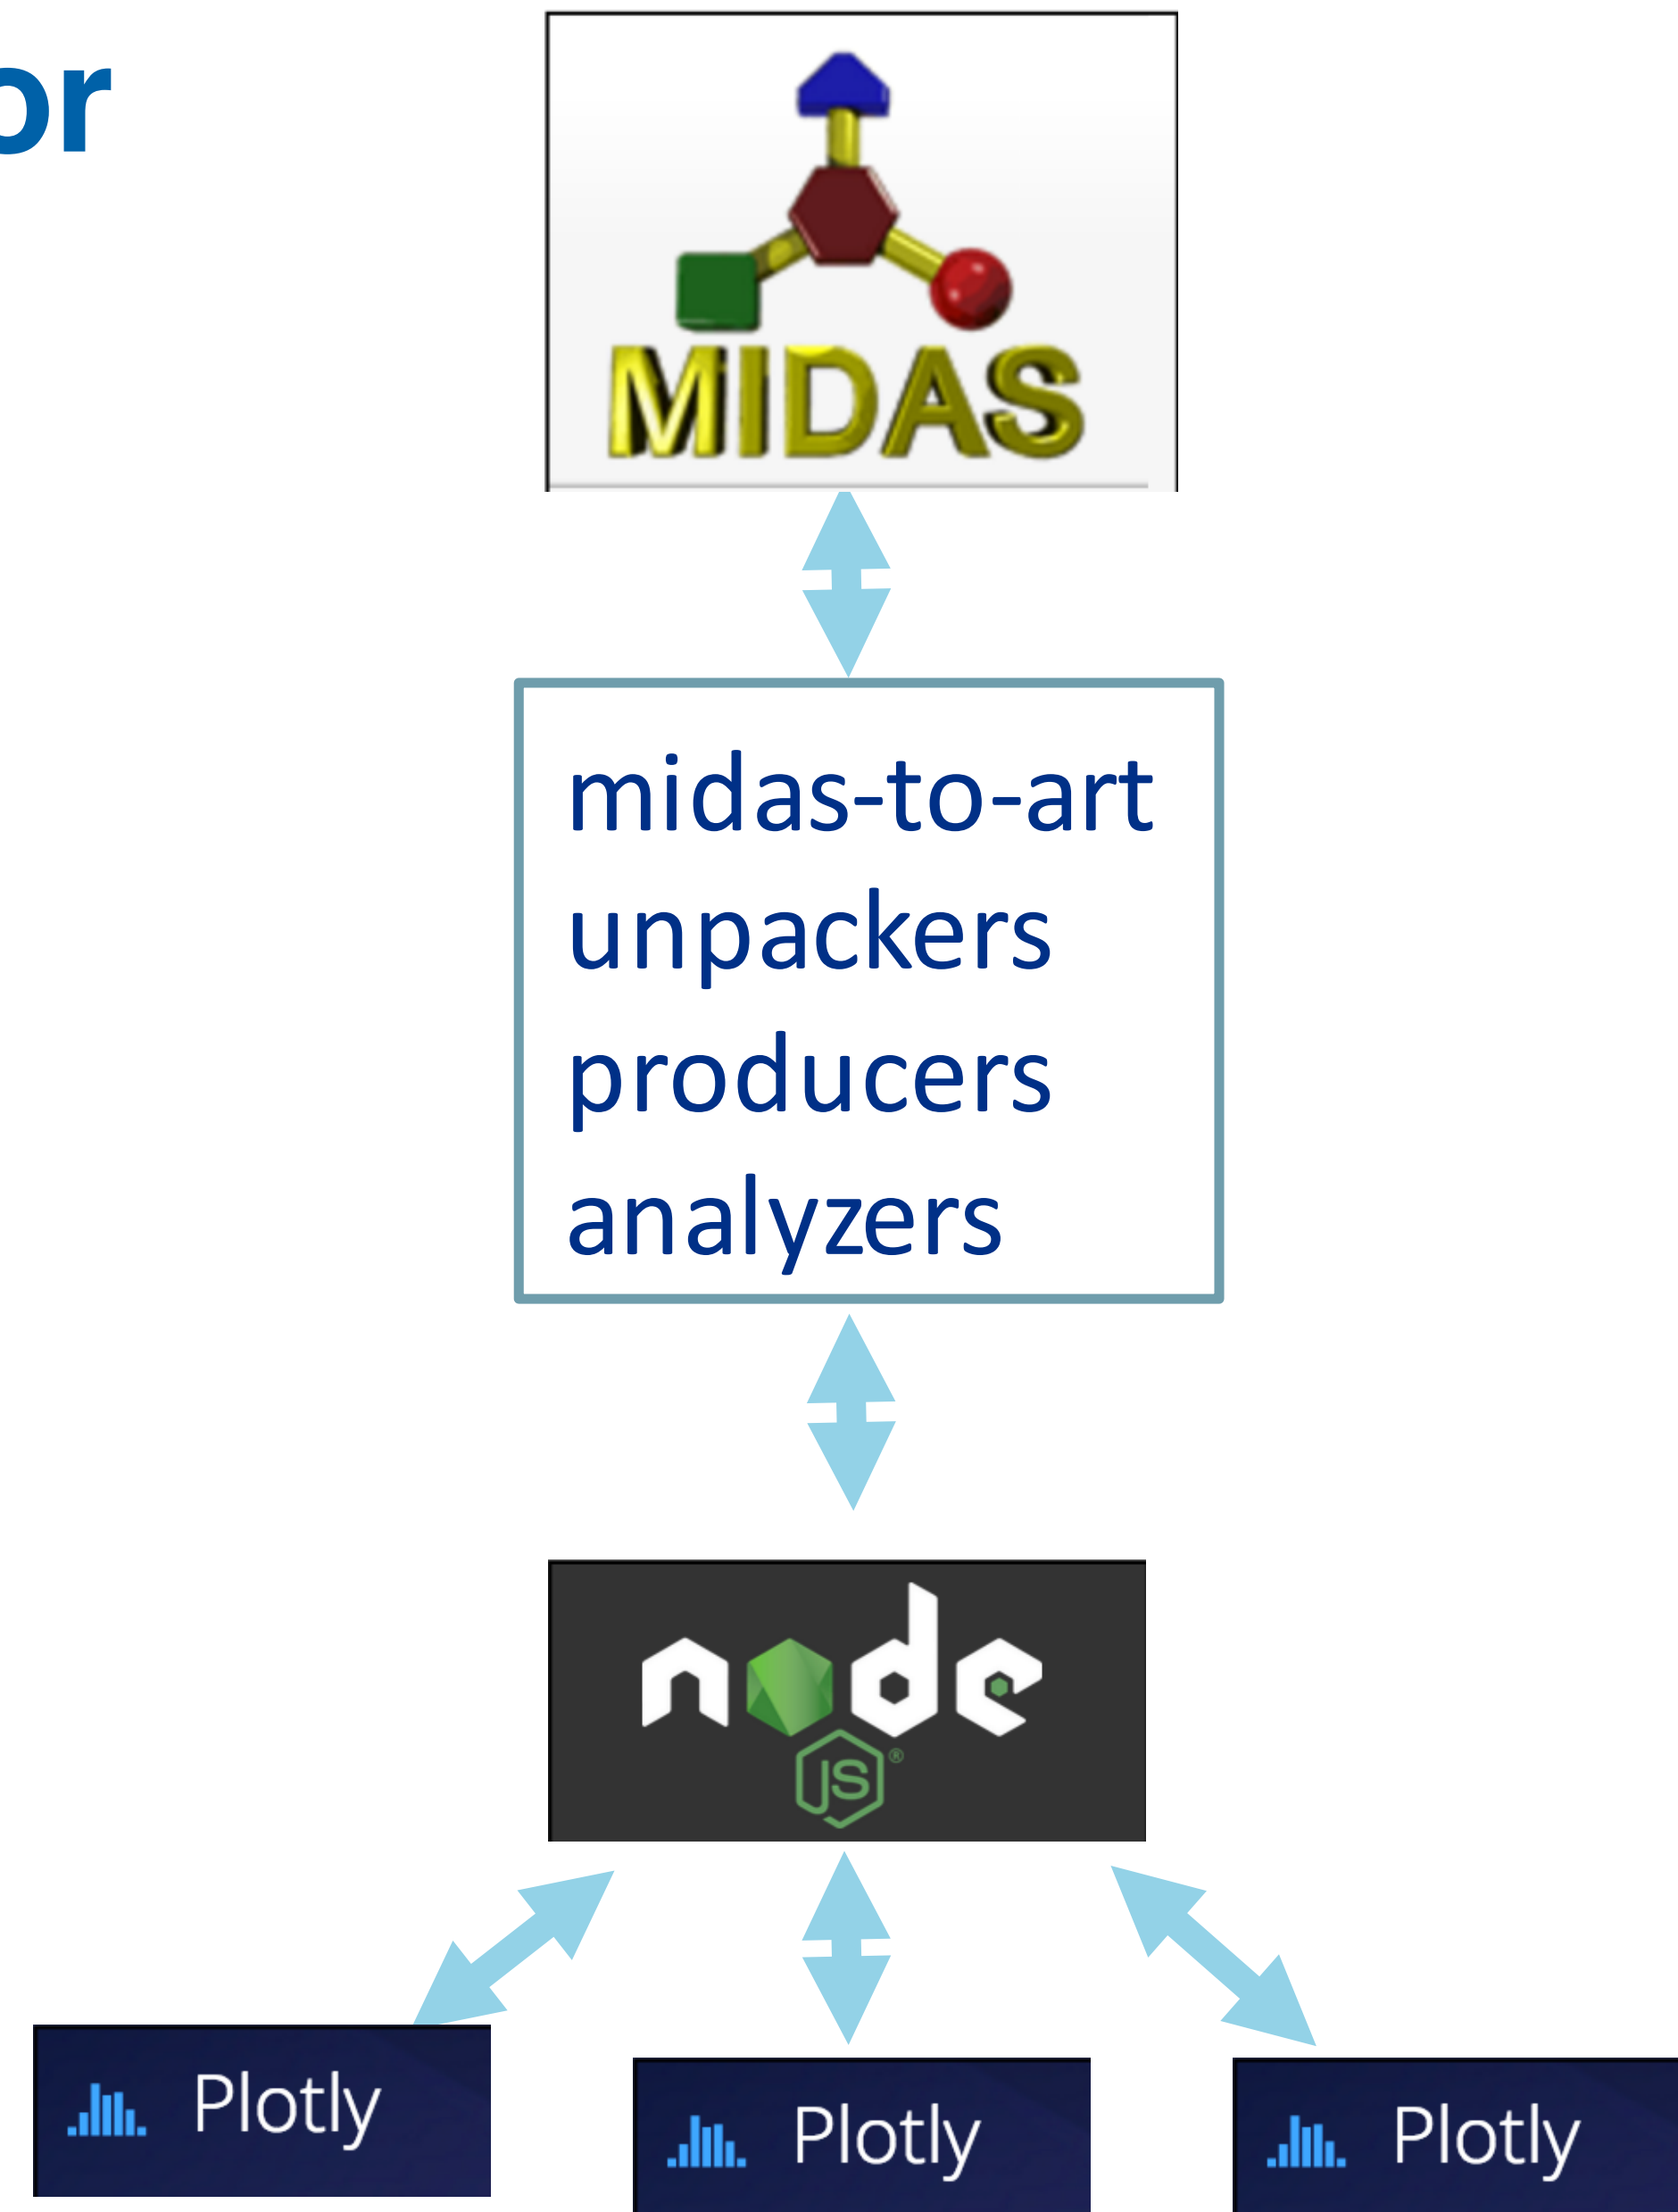 or
MIDAS
midas-to-art
unpackers
producers
analyzers
node
JS®
Plotly
Plotly
Plotly